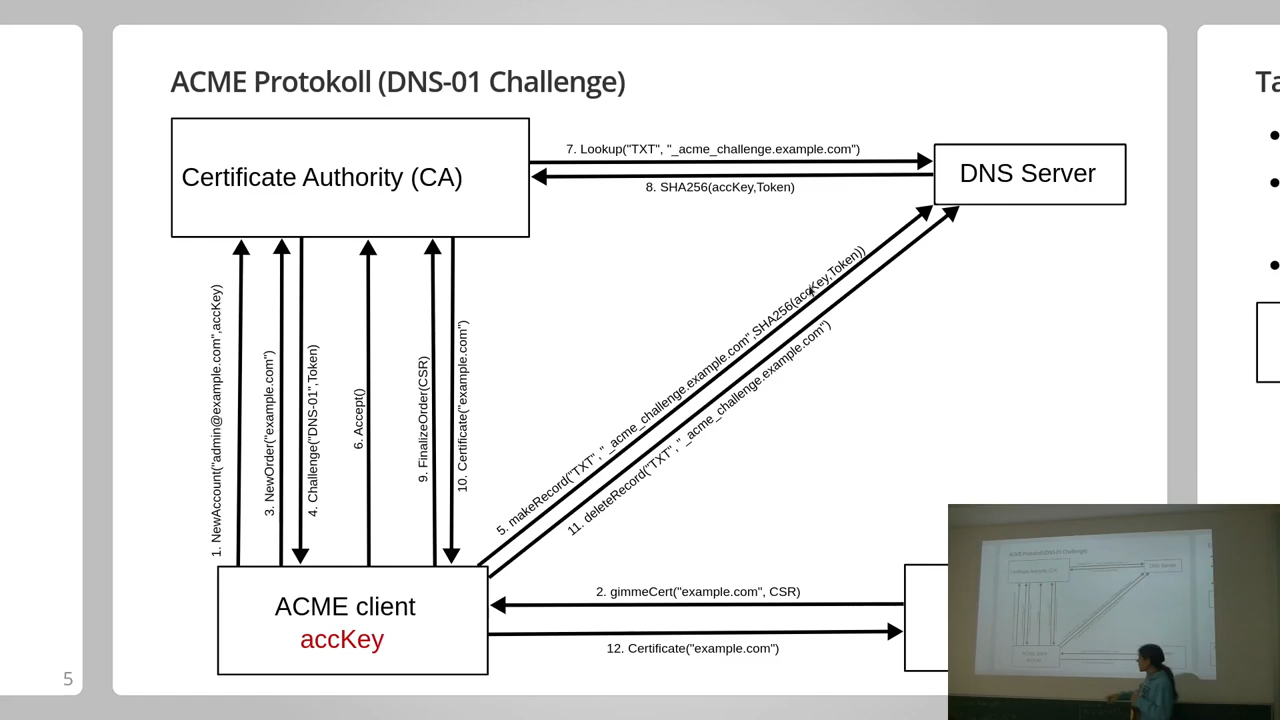 ACME Protokoll (DNS-01 Challenge)
Certificate Authority (CA)
7. Lookup("TXT", "_acme_challenge.example.com")
8. SHA256(accKey,Token)
DNS Server
1. NewAccount("admin@example.com",accKey)
3. NewOrder("example.com")
4. Challenge("DNS-01",Token)
6. Accept()
9. FinalizeOrder(CSR)
10. Certificate("example.com")
5. makeRecord("TXT", "_acme_challenge.example.com",SHA256(accKey,Token))
11. deleteRecord("TXT", "_acme_challenge.example.com")
ACME client
accKey
2. gimmeCert("example.com", CSR)
12. Certificate("example.com")
5